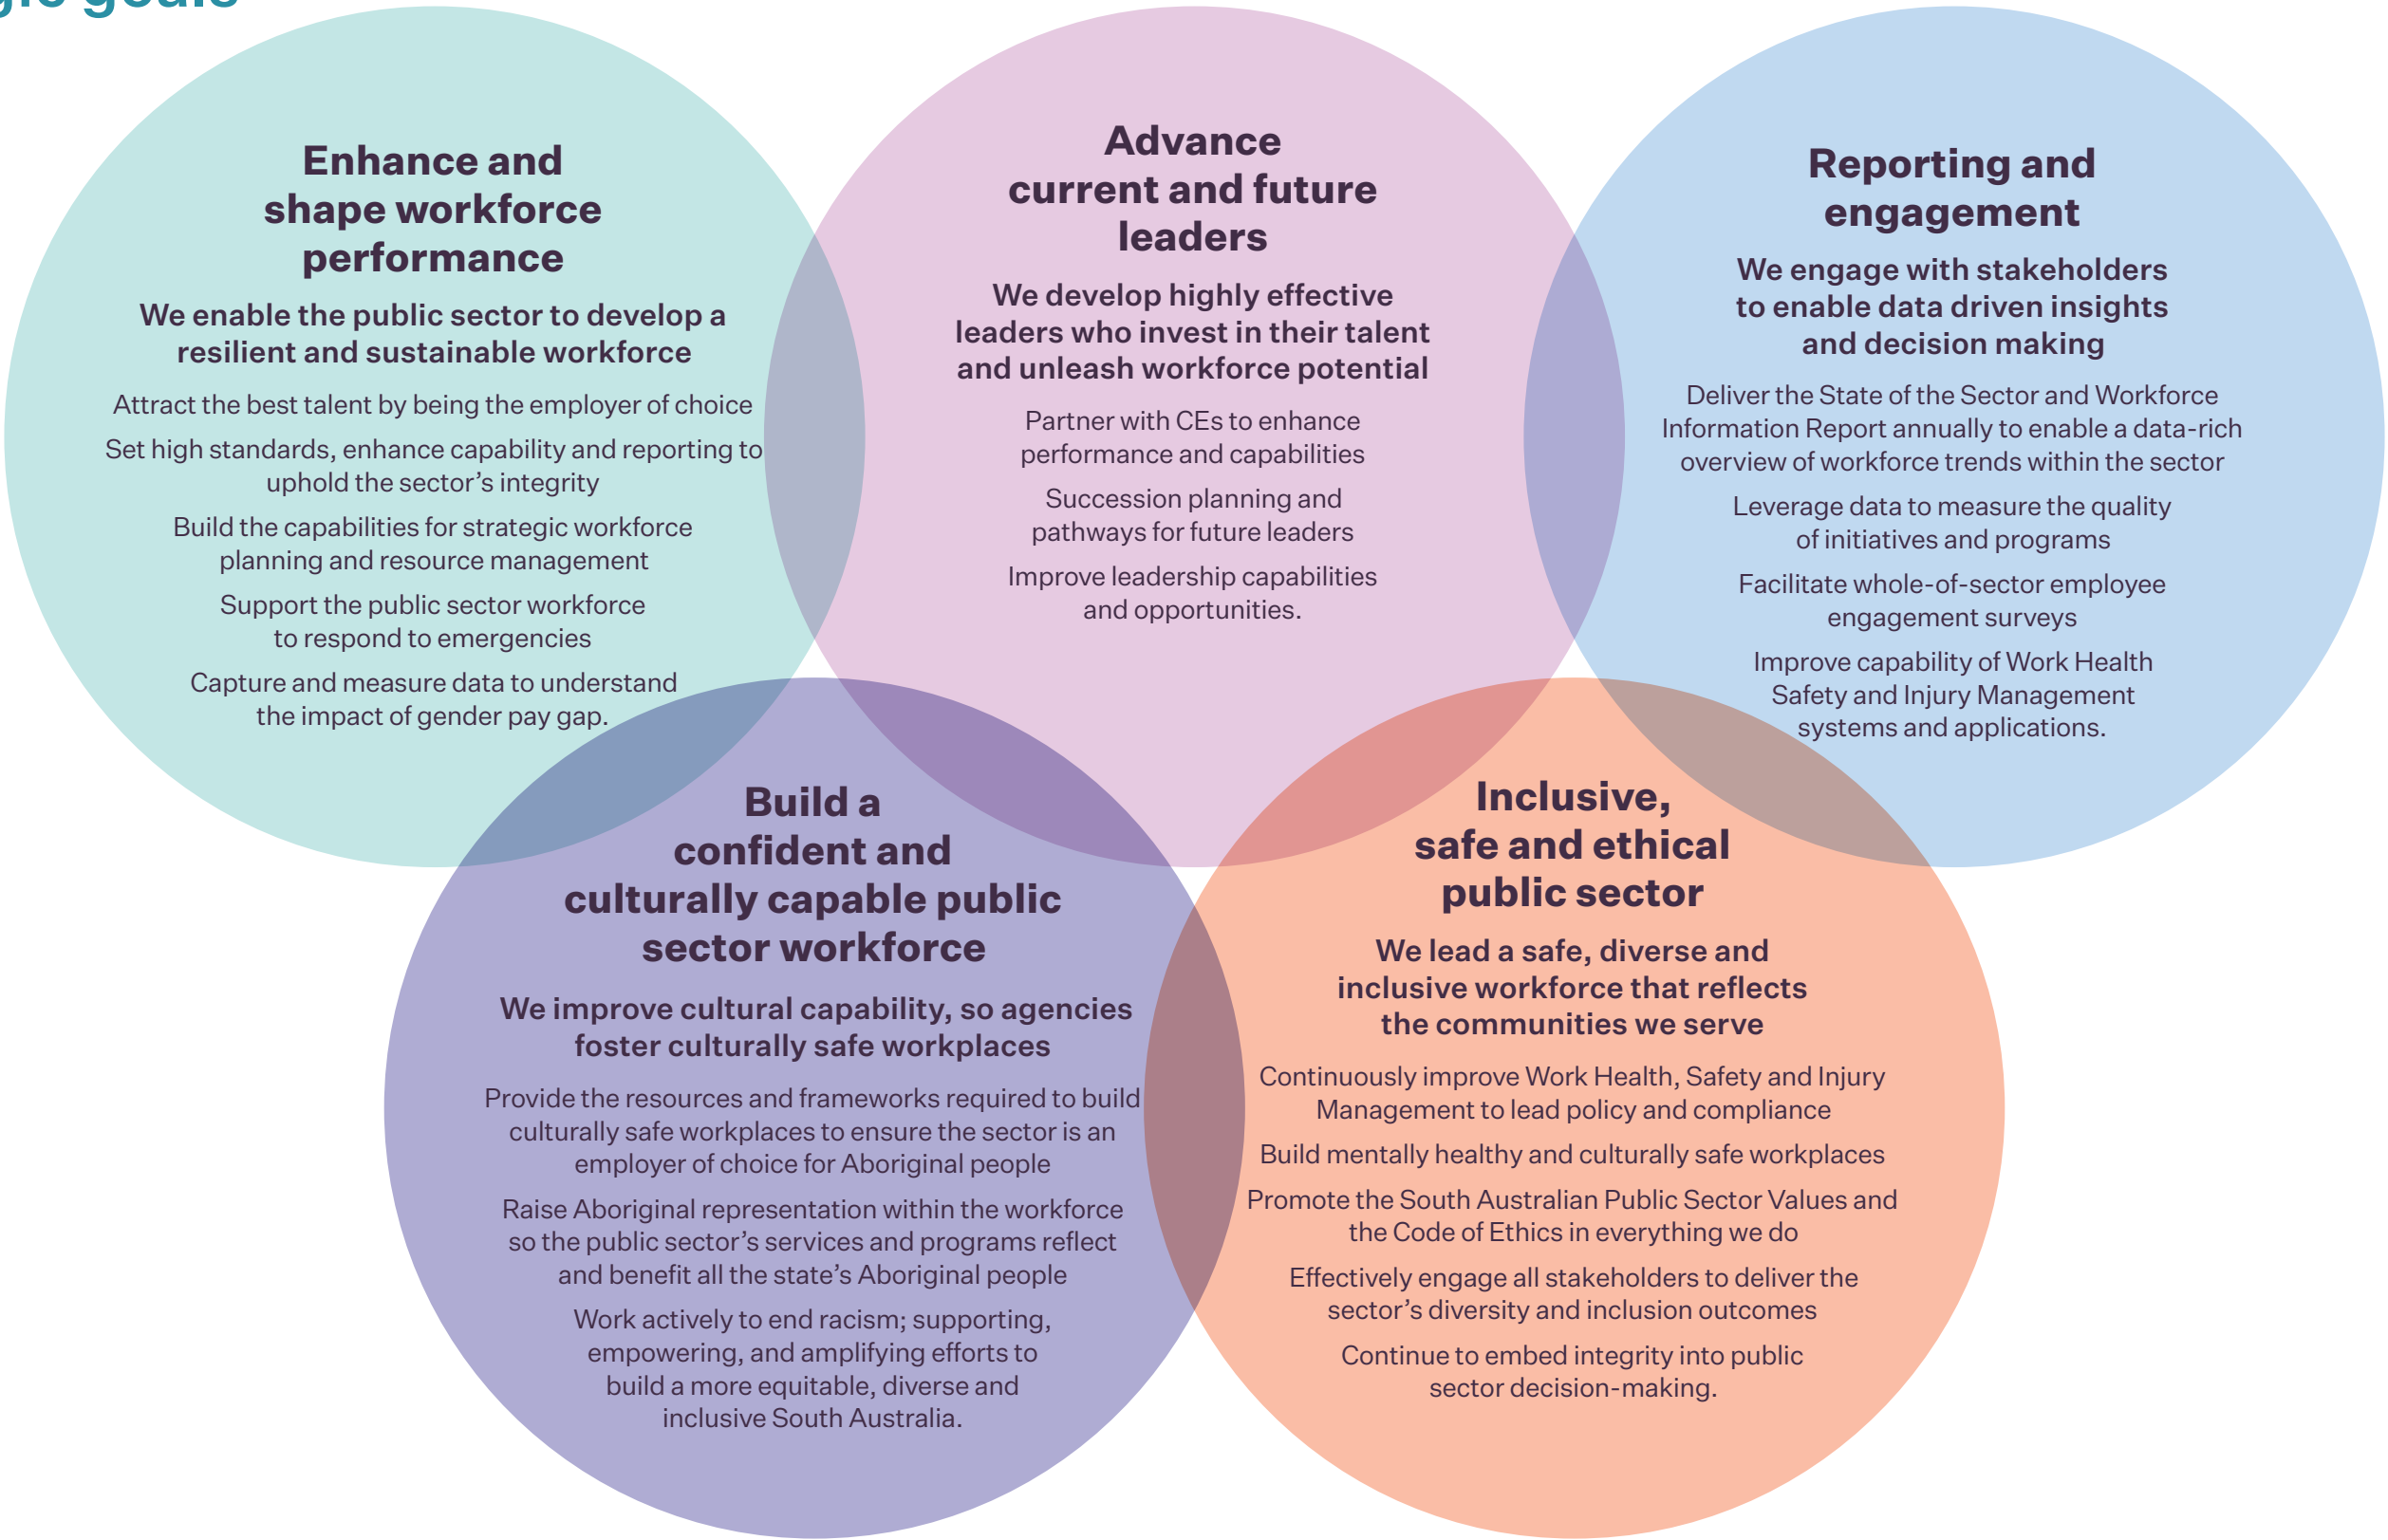 goals
Enhance and
shape workforce
performance
We enable the public sector to develop a
resilient and sustainable workforce
Attract the best talent by being the employer of choice
Set high standards, enhance capability and reporting to
uphold the sector's integrity
Build the capabilities for strategic workforce
planning and resource management
Support the public sector workforce
to respond to emergencies
Capture and measure data to understand
the impact of gender pay gap.
Advance
current and future
leaders
We develop highly effective
leaders who invest in their talent
and unleash workforce potential
Partner with CEs to enhance
performance and capabilities
Succession planning and
pathways for future leaders
Improve leadership capabilities
and opportunities.
Reporting and
engagement
We engage with stakeholders
to enable data driven insights
and decision making
Deliver the State of the Sector and Workforce
Information Report annually to enable a data-rich
overview of workforce trends within the sector
Leverage data to measure the quality
of initiatives and programs
Facilitate whole-of-sector employee
engagement surveys
Improve capability of Work Health
Safety and Injury Management
systems and applications.
Build a
confident and
culturally capable public
sector workforce
We improve cultural capability, so agencies
foster culturally safe workplaces
Provide the resources and frameworks required to build
culturally safe workplaces to ensure the sector is an
employer of choice for Aboriginal people
Raise Aboriginal representation within the workforce
so the public sector's services and programs reflect
and benefit all the state's Aboriginal people
Work actively to end racism; supporting,
empowering, and amplifying efforts to
build a more equitable, diverse and
inclusive South Australia.
Inclusive,
safe and ethical
public sector
We lead a safe, diverse and
inclusive workforce that reflects
the communities we serve
Continuously improve Work Health, Safety and Injury
Management to lead policy and compliance
Build mentally healthy and culturally safe workplaces
Promote the South Australian Public Sector Values and
the Code of Ethics in everything we do
Effectively engage all stakeholders to deliver the
sector's diversity and inclusion outcomes
Continue to embed integrity into public
sector decision-making.